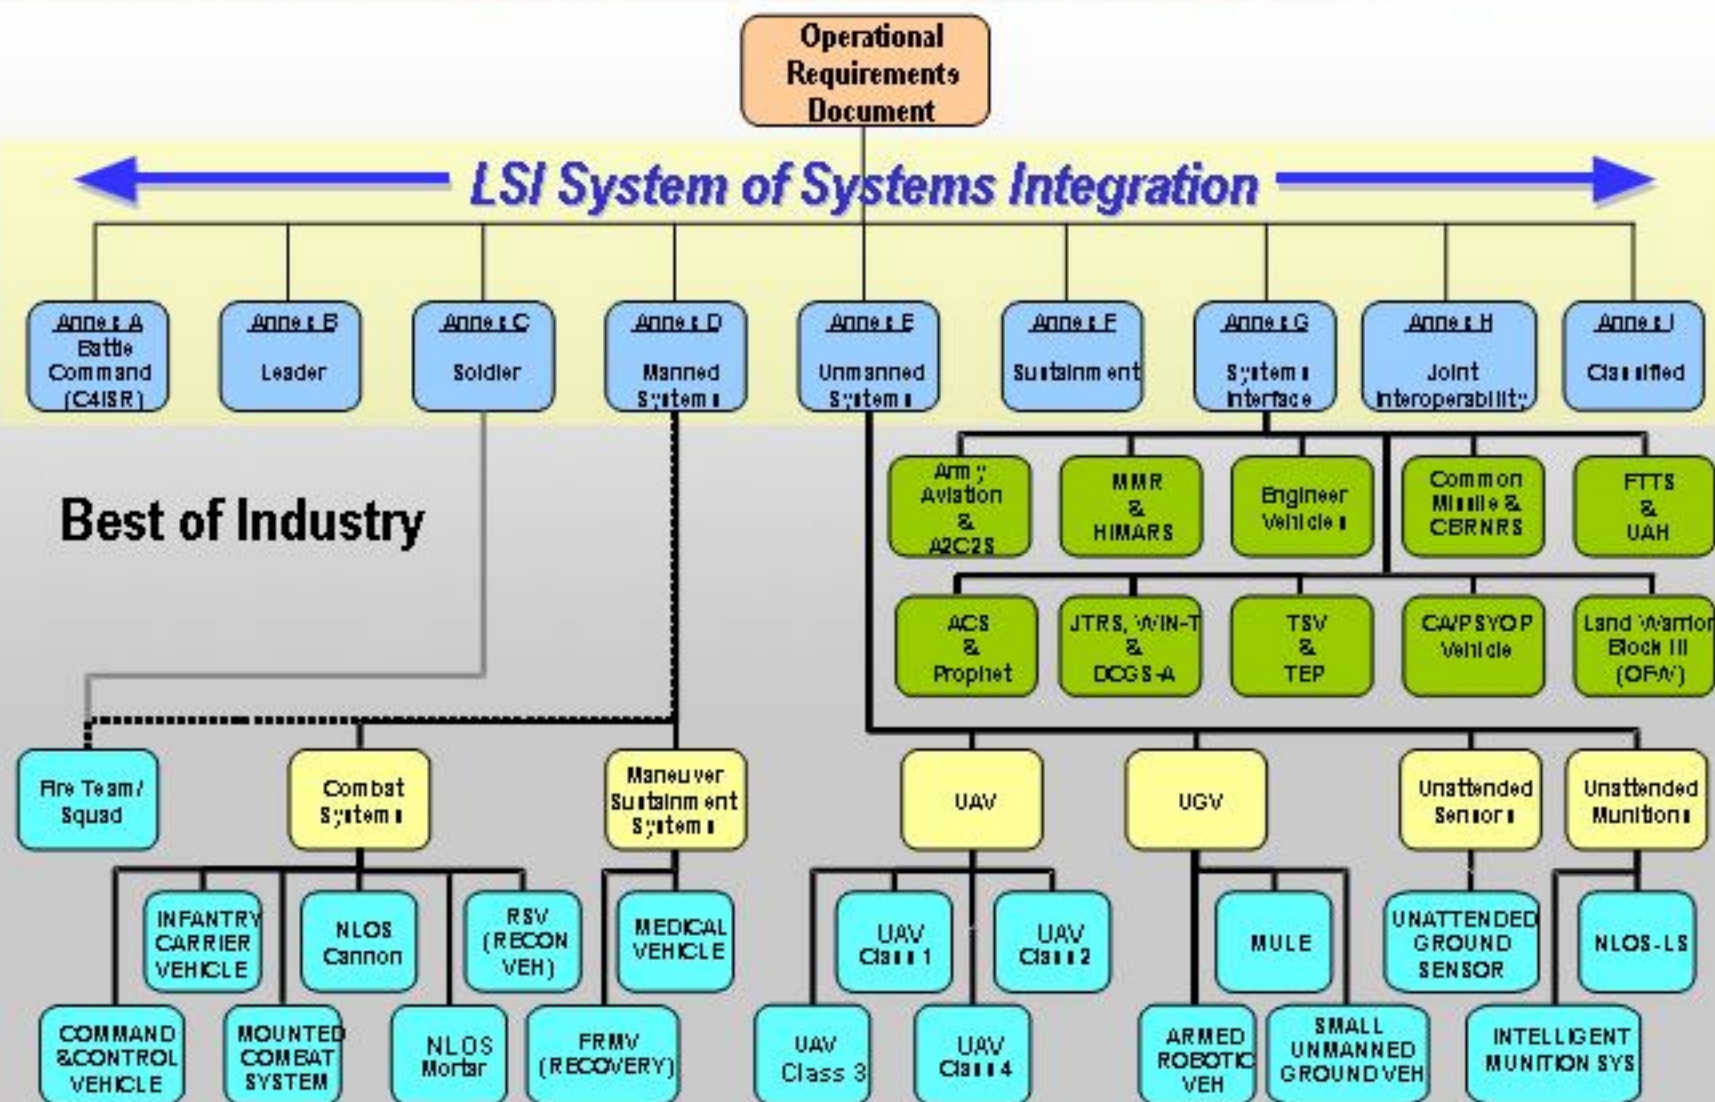 Operational
Requirements
Document
LSI System of Systems Integration
Annex A
Battle
Command
(C4ISR)
Annex B
Leader
Annex C
Soldier
Annex D
Manned
Systems
Annex E
Unmanned
Systems
Annex F
Sustainment
Annex G
Systems
Interface
Annex H
Joint
Interoperability
Annex I
Classified
Best of Industry
Army
Aviation
&
A2C2S
MMR
&
HIMARS
Engineer
Vehicles
Common
Missile &
CBRNRS
FTTS
&
UAH
ACS
&
Prophet
JTRS, WIN-T
&
DCGS-A
TSV
&
TEP
CA/PSYOP
Vehicle
Land Warrior
Block III
(OFW)
Fire Team/
Squad
Combat
Systems
Maneuver
Sustainment
Systems
UAV
UGV
Unattended
Sensors
Unattended
Munitions
INFANTRY
CARRIER
VEHICLE
NLOS
Cannon
RSV
(RECON
VEH)
MEDICAL
VEHICLE
UAV
Class 1
UAV
Class 2
MULE
UNATTENDED
GROUND
SENSOR
NLOS-LS
COMMAND
&CONTROL
VEHICLE
MOUNTED
COMBAT
SYSTEM
NLOS
Mortar
FRMV
(RECOVERY)
UAV
Class 3
UAV
Class 4
ARMED
ROBOTIC
VEH
SMALL
UNMANNED
GROUND VEH
INTELLIGENT
MUNITION SYS